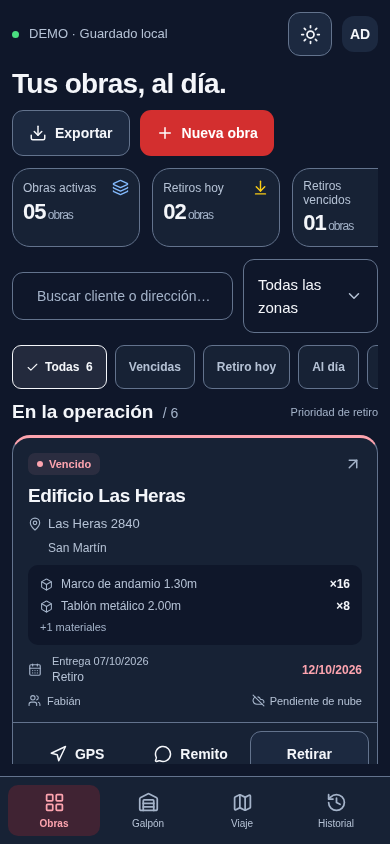 DEMO · Guardado local
AD
Tus obras, al día.
Exportar
Nueva obra
Obras activas
05 obras
Retiros hoy
02 obras
Retiros vencidos
01 obras
Buscar cliente o dirección…
Todas las zonas
Todas 6
Vencidas
Retiro hoy
Al día
En la operación / 6
Prioridad de retiro
Vencido
Edificio Las Heras
Las Heras 2840
San Martín
Marco de andamio 1.30m ×16
Tablón metálico 2.00m ×8
+1 materiales
Entrega 07/10/2026
Retiro
12/10/2026
Fabián
Pendiente de nube
GPS
Remito
Retirar
Obras
Galpón
Viaje
Historial